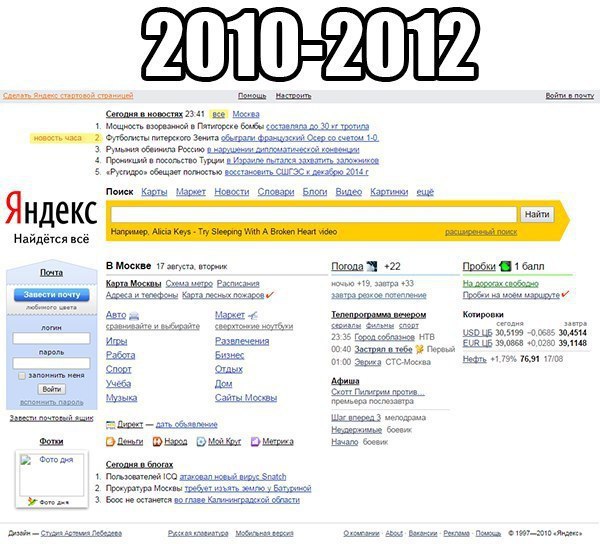 2010-2012
Сделать Яндекс стартовой страницей Помощь Настроить Войти в почту
Сегодня в новостях 23:41 все Москва
1. Мощность взорванной в Пятигорске бомбы составляла до 30 кг тротила
новость часа 2. Футболисты питерского Зенита обыграли французский Осер со счетом 1-0
3. Румыния обвинила Россию в нарушении дипломатической конвенции
4. Проникший в посольство Турции в Израиле пытался захватить заложников
5. «Русгидро» обещает полностью восстановить СШГЭС к декабрю 2014 г
Поиск Карты Маркет Новости Словари Блоги Видео Картинки ещё
Яндекс
Найдётся всё
Найти
Например, Alicia Keys - Try Sleeping With A Broken Heart video расширенный поиск
Почта
Завести почту
любимого цвета
логин
пароль
запомнить меня
Войти
вспомнить пароль
Завести почтовый ящик
Фотки
Фото дня
Фото дня
В Москве 17 августа, вторник
Карта Москвы Схема метро Расписания
Адреса и телефоны Карта лесных пожаров
Авто Маркет
сравнивайте и выбирайте сверхтонкие ноутбуки
Игры Развлечения
Работа Бизнес
Спорт Отдых
Учёба Дом
Музыка Сайты Москвы
Директ — дать объявление
Деньги Народ Мой Круг Метрика
Сегодня в блогах
1. Пользователей ICQ атаковал новый вирус Snatch
2. Прокуратура Москвы требует изъять землю у Батуриной
3. Боос не останется во главе Калининградской области
Погода +22
ночью +19, завтра +33
завтра резкое потепление
Телепрограмма вечером
сериалы фильмы спорт
23:35 Город соблазнов НТВ
00:40 Застрял в тебе Первый
01:00 Эврика СТС-Москва
Афиша
Скотт Пилигрим против...
премьера послезавтра
Шаг вперед 3 мелодрама
Неудержимые боевик
Начало боевик
Пробки 1 балл
На дорогах свободно
Пробки на моём маршруте
Котировки
сегодня завтра
USD ЦБ 30,5199 −0,0685 30,4514
EUR ЦБ 39,0868 +0,0280 39,1148
Нефть +1,79% 76,91 17/08
Дизайн — Студия Артемия Лебедева Русская клавиатура Мобильная версия О компании · About · Вакансии · Реклама · Помощь © 1997—2010 «Яндекс»